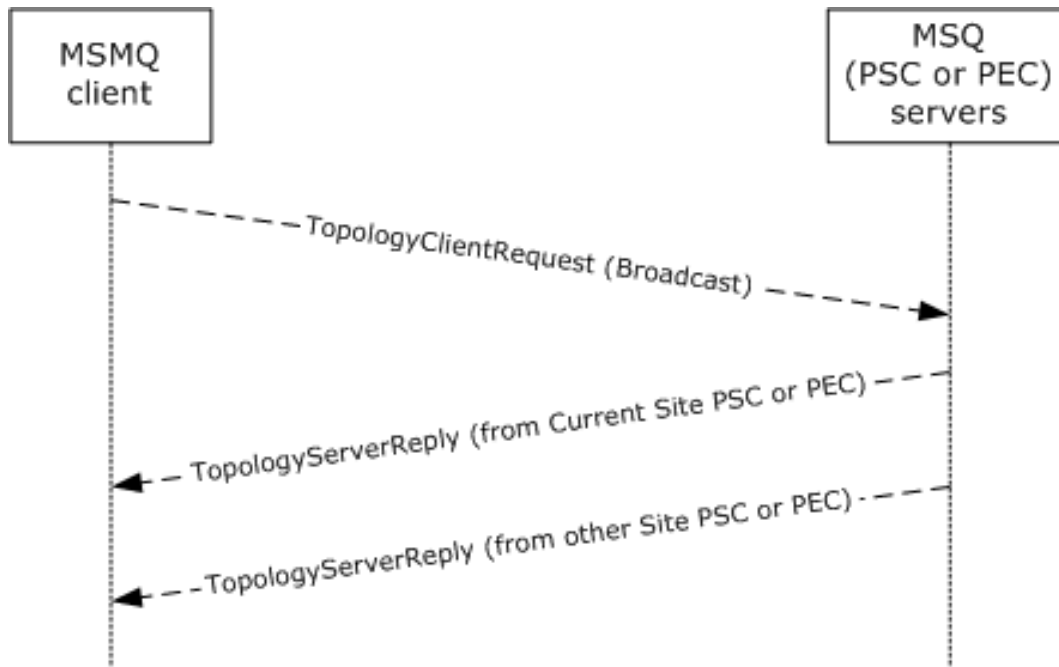 MSMQ
client
MSQ
(PSC or PEC)
servers
TopologyClientRequest (Broadcast)
TopologyServerReply (from Current Site PSC or PEC)
TopologyServerReply (from other Site PSC or PEC)